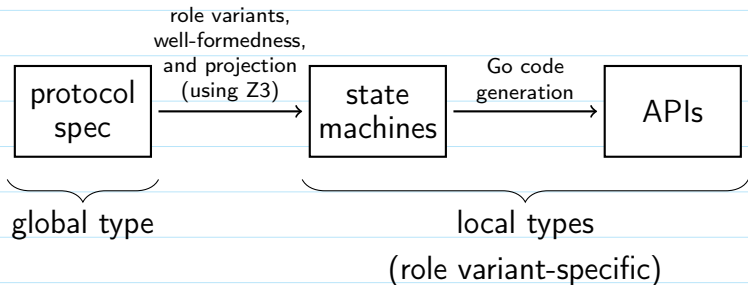 role variants,
well-formedness,
and projection
(using Z3)
Go code
generation
protocol
spec
state
machines
APIs
global type
local types
(role variant-specific)